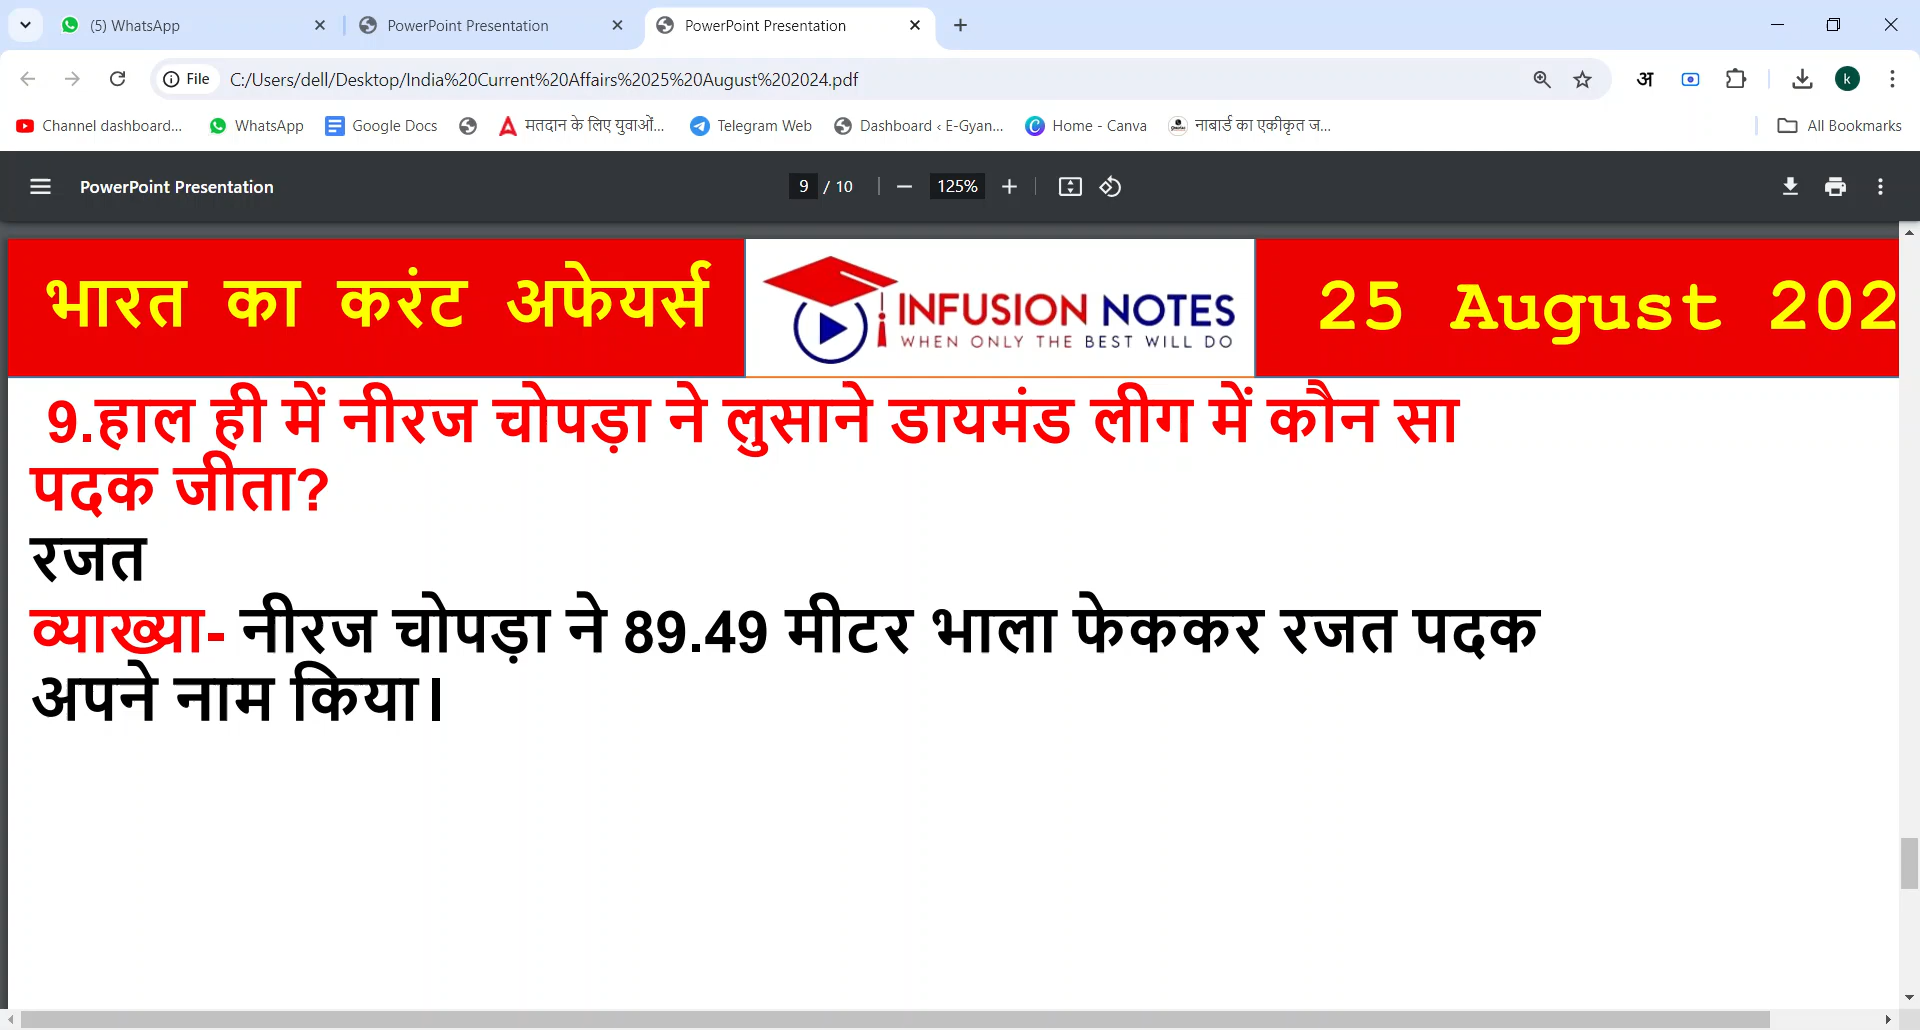 (5) WhatsApp
PowerPoint Presentation
PowerPoint Presentation
File
C:/Users/dell/Desktop/India%20Current%20Affairs%2025%20August%202024.pdf
अ
k
Channel dashboard...
WhatsApp
Google Docs
मतदान के लिए युवाओं...
Telegram Web
Dashboard ‹ E-Gyan...
Home - Canva
नाबार्ड का एकीकृत ज...
All Bookmarks
PowerPoint Presentation
9 / 10
125%
भारत का करंट अफेयर्स
INFUSION NOTES
WHEN ONLY THE BEST WILL DO
25 August 202
9.हाल ही में नीरज चोपड़ा ने लुसाने डायमंड लीग में कौन सा
पदक जीता?
रजत
व्याख्या- नीरज चोपड़ा ने 89.49 मीटर भाला फेककर रजत पदक
अपने नाम किया।